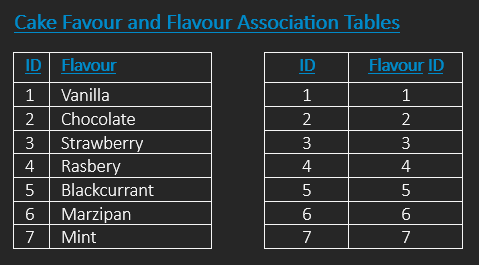 Cake Favour and Flavour Association Tables
ID Flavour ID Flavour ID
1 Vanilla 1 1
2 Chocolate 2 2
3 Strawberry 3 3
4 Rasbery 4 4
5 Blackcurrant 5 5
6 Marzipan 6 6
7 Mint 7 7